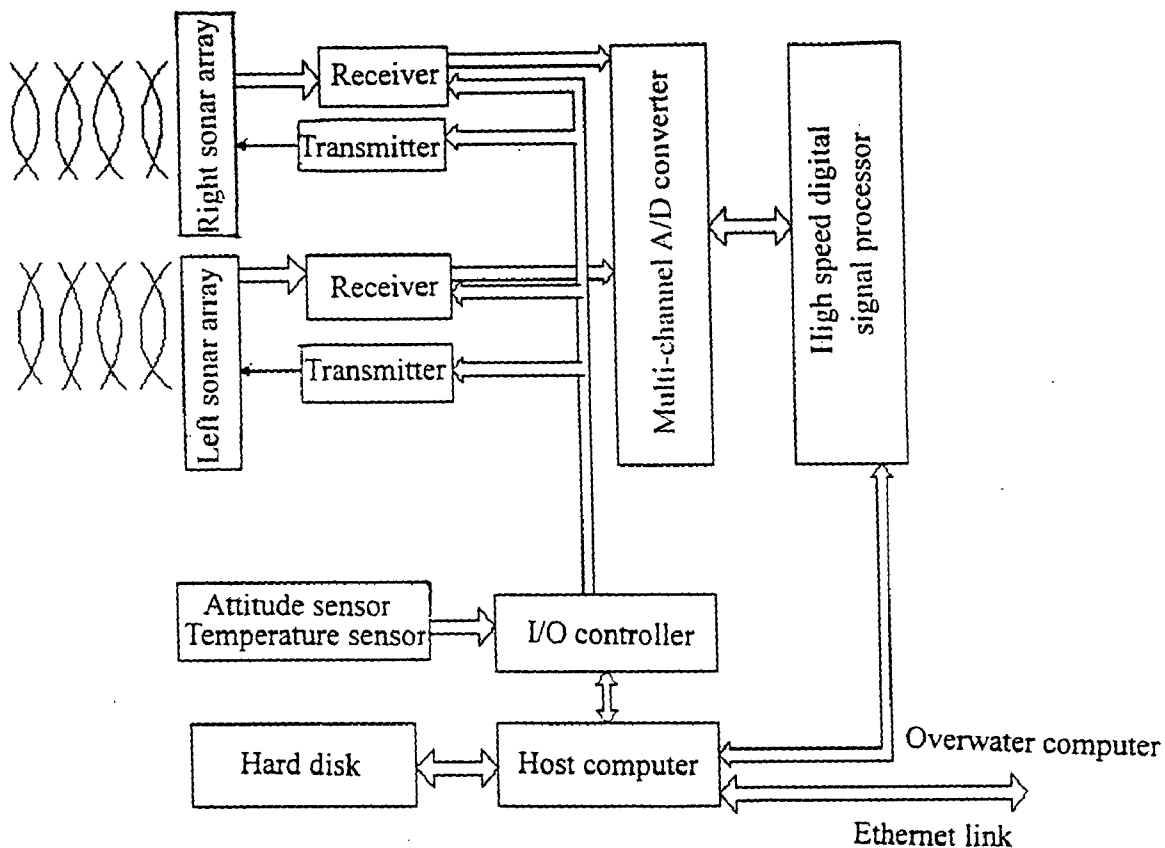 Right sonar array
Receiver
Transmitter
Left sonar array
Receiver
Transmitter
Multi-channel A/D converter
High speed digital
signal processor
Attitude sensor
Temperature sensor
I/O controller
Hard disk
Host computer
Overwater computer
Ethernet link